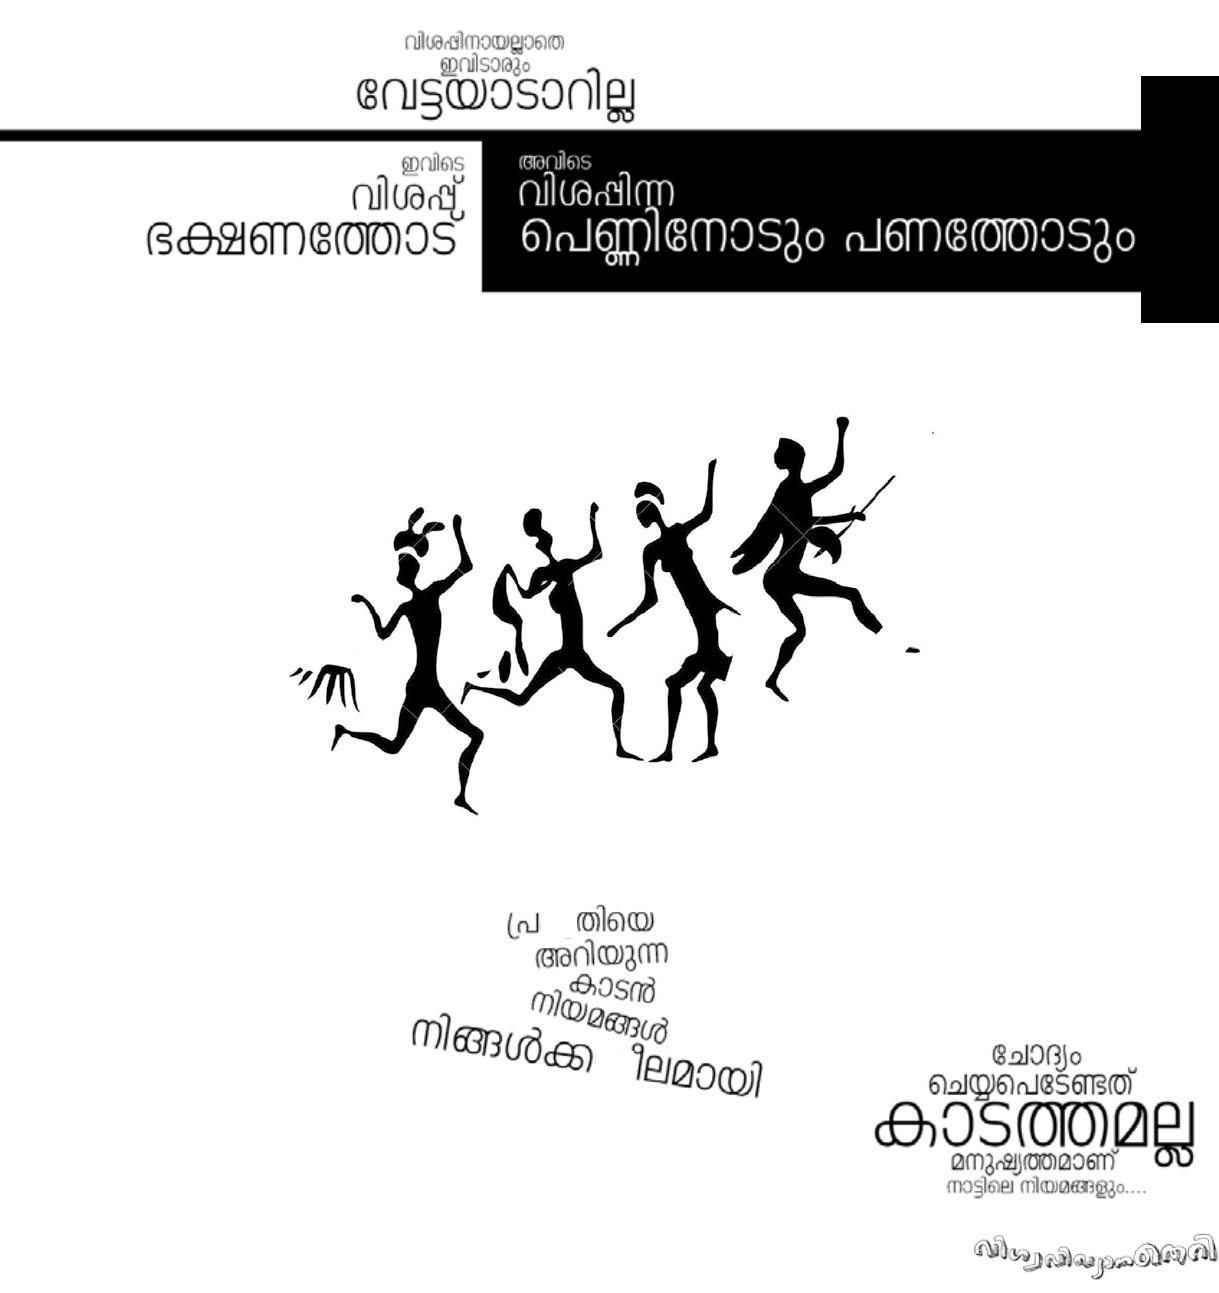 വിശപ്പിനായല്ലാതെ
ഇവിടാരും
വേട്ടയാടാറില്ല
ഇവിടെ
വിശപ്പ്
ഭക്ഷണത്തോട്
അവിടെ
വിശപ്പിന്ന
പെണ്ണിനോടും പണത്തോടും
പ്ര തിയെ
അറിയുന്ന
കാടൻ
നിയമങ്ങൾ
നിങ്ങൾക്ക ീലമായി
ചോദ്യം
ചെയ്യപെടേണ്ടത്
കാടത്തമല്ല
മനുഷ്യത്തമാണ്
നാട്ടിലെ നിയമങ്ങളും....